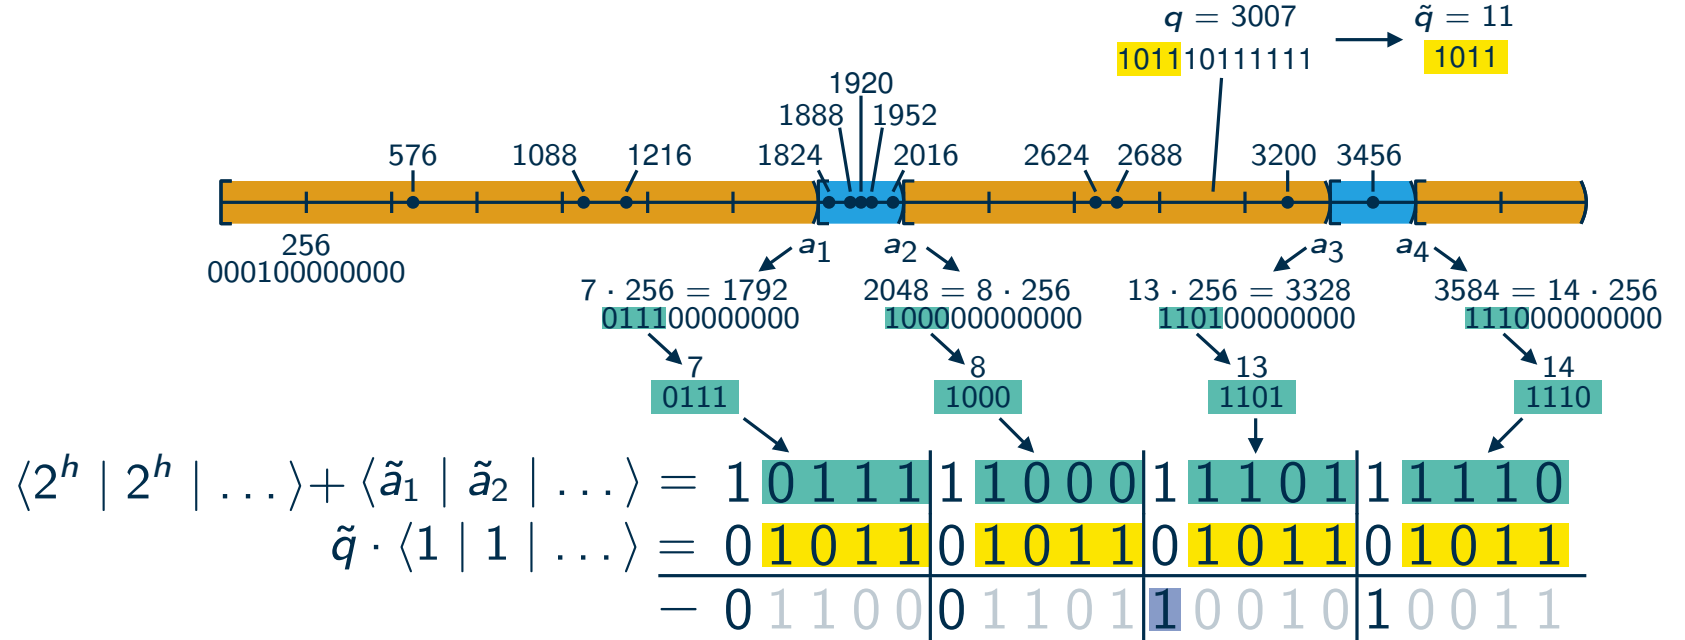 q = 3007 q̃ = 11
101110111111 1011
1920
1888 1952
576 1088 1216 1824 2016 2624 2688 3200 3456
256 a₁ a₂ a₃ a₄
000100000000
7 · 256 = 1792 2048 = 8 · 256 13 · 256 = 3328 3584 = 14 · 256
011100000000 100000000000 110100000000 111000000000
7 8 13 14
0111 1000 1101 1110
⟨2ʰ | 2ʰ | …⟩ + ⟨ã₁ | ã₂ | …⟩ = 1 0 1 1 1 | 1 1 0 0 0 | 1 1 1 0 1 | 1 1 1 1 0
q̃ · ⟨1 | 1 | …⟩ = 0 1 0 1 1 | 0 1 0 1 1 | 0 1 0 1 1 | 0 1 0 1 1
− 0 1 1 0 0 | 0 1 1 0 1 | 1 0 0 1 0 | 1 0 0 1 1